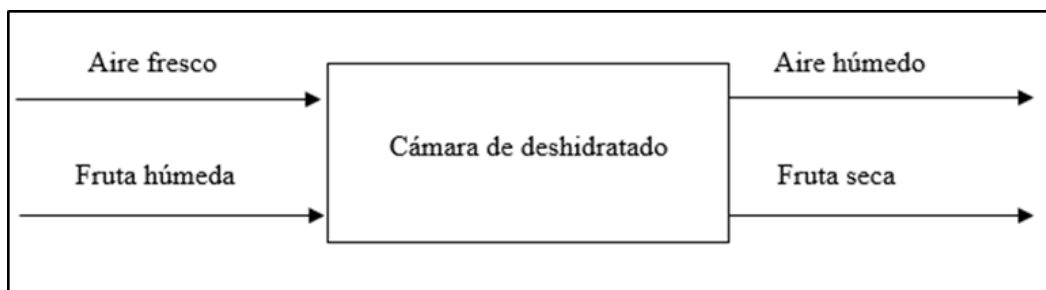 Aire fresco
Aire húmedo
Cámara de deshidratado
Fruta húmeda
Fruta seca